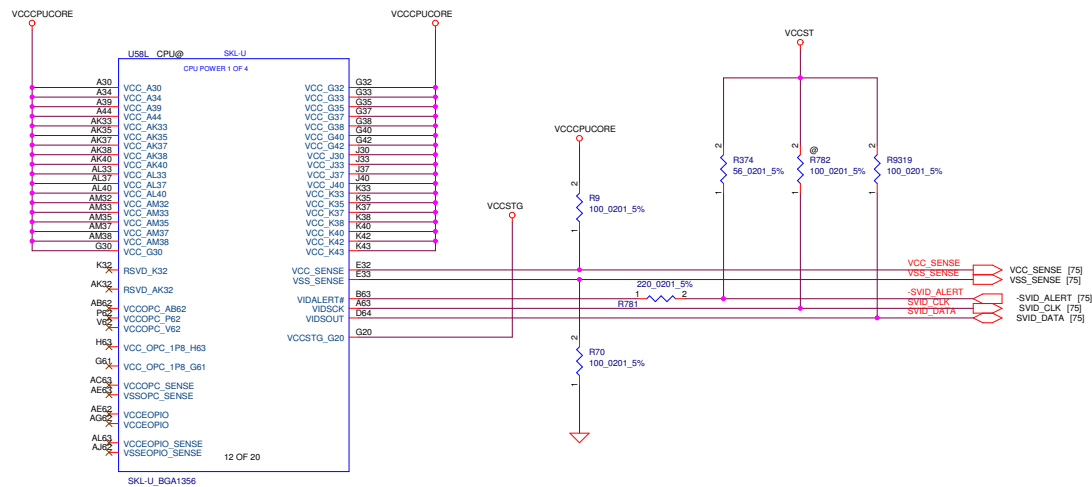 VCCCPUCORE
VCCCPUCORE
VCCST
U58L CPU@ SKL-U
CPU POWER 1 OF 4
A30 VCC_A30 VCC_G32 G32
A34 VCC_A34 VCC_G33 G33
A39 VCC_A39 VCC_G35 G35
A44 VCC_A44 VCC_G37 G37
AK33 VCC_AK33 VCC_G38 G38
AK35 VCC_AK35 VCC_G40 G40
AK37 VCC_AK37 VCC_G42 G42
AK38 VCC_AK38 VCC_J30 J30
AK40 VCC_AK40 VCC_J33 J33
AL33 VCC_AL33 VCC_J37 J37
AL37 VCC_AL37 VCC_J40 J40
AL40 VCC_AL40 VCC_K33 K33
AM32 VCC_AM32 VCC_K35 K35
AM33 VCC_AM33 VCC_K37 K37
AM35 VCC_AM35 VCC_K38 K38
AM37 VCC_AM37 VCC_K40 K40
AM38 VCC_AM38 VCC_K42 K42
G30 VCC_G30 VCC_K43 K43
K32 RSVD_K32 VCC_SENSE E32
VSS_SENSE E33
AK32 RSVD_AK32
VIDALERT# B63
AB62 VCCOPC_AB62 VIDSCK A63
P62 VCCOPC_P62 VIDSOUT D64
V62 VCCOPC_V62
VCCSTG_G20 G20
H63 VCC_OPC_1P8_H63
G61 VCC_OPC_1P8_G61
AC63 VCCOPC_SENSE
AE63 VSSOPC_SENSE
AE62 VCCEOPIO
AG62 VCCEOPIO
AL63 VCCEOPIO_SENSE
AJ62 VSSEOPIO_SENSE
12 OF 20
SKL-U_BGA1356
VCCSTG
VCCCPUCORE
2
R9
100_0201_5%
1
2
R374
56_0201_5%
1
@
2
R782
100_0201_5%
1
2
R9319
100_0201_5%
1
VCC_SENSE VCC_SENSE [75]
VSS_SENSE VSS_SENSE [75]
220_0201_5%
1 2
R781
-SVID_ALERT -SVID_ALERT [75]
SVID_CLK SVID_CLK [75]
SVID_DATA SVID_DATA [75]
2
R70
100_0201_5%
1